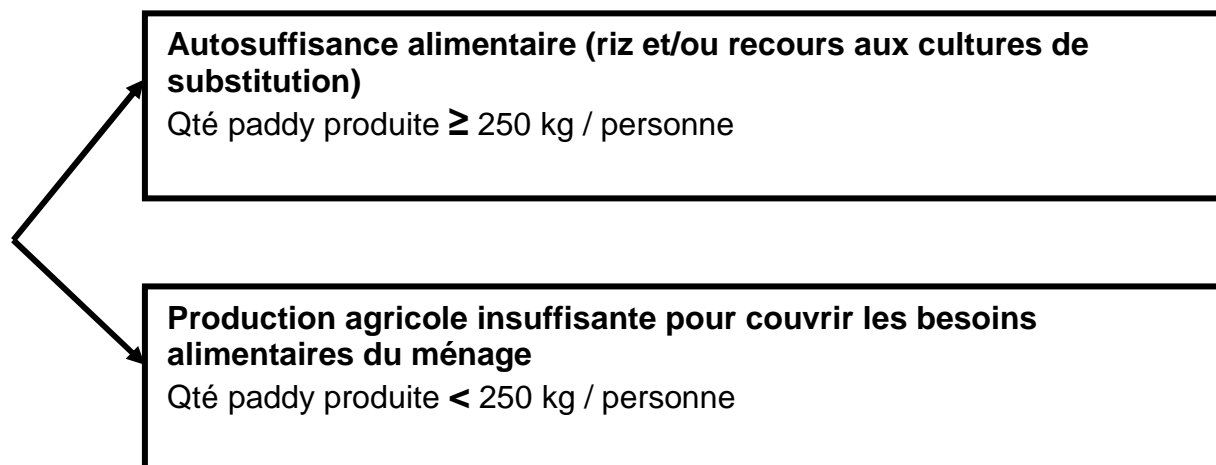 Autosuffisance alimentaire (riz et/ou recours aux cultures de
substitution)
Qté paddy produite ≥ 250 kg / personne
Production agricole insuffisante pour couvrir les besoins
alimentaires du ménage
Qté paddy produite < 250 kg / personne